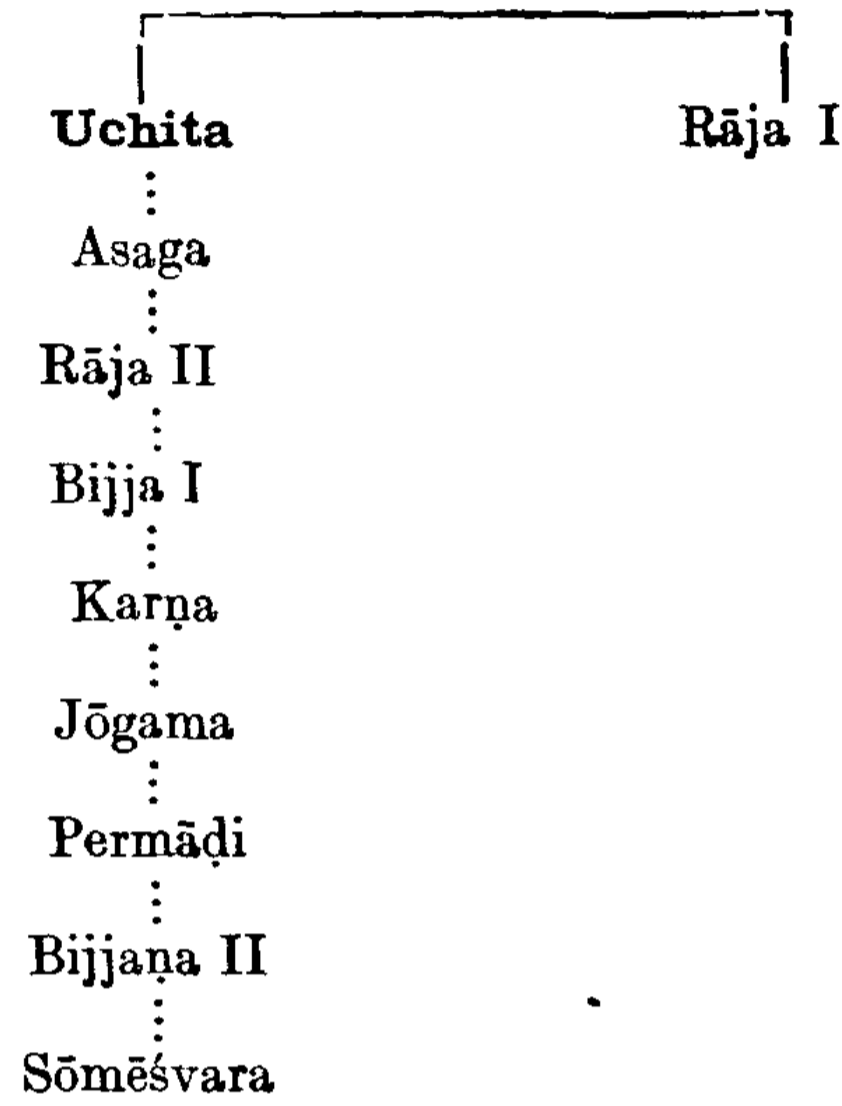 Uchita Rāja I
Asaga
Rāja II
Bijja I
Karṇa
Jōgama
Permāḍi
Bijjaṇa II
Sōmēśvara